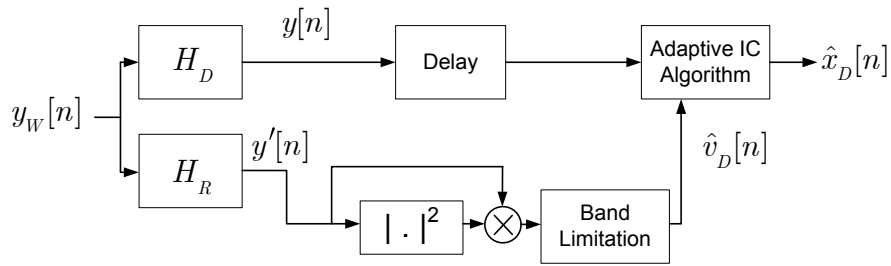 y[n]
H_D
Delay
Adaptive IC
Algorithm
x̂_D[n]
y_W[n]
y′[n]
v̂_D[n]
H_R
| . |²
Band
Limitation